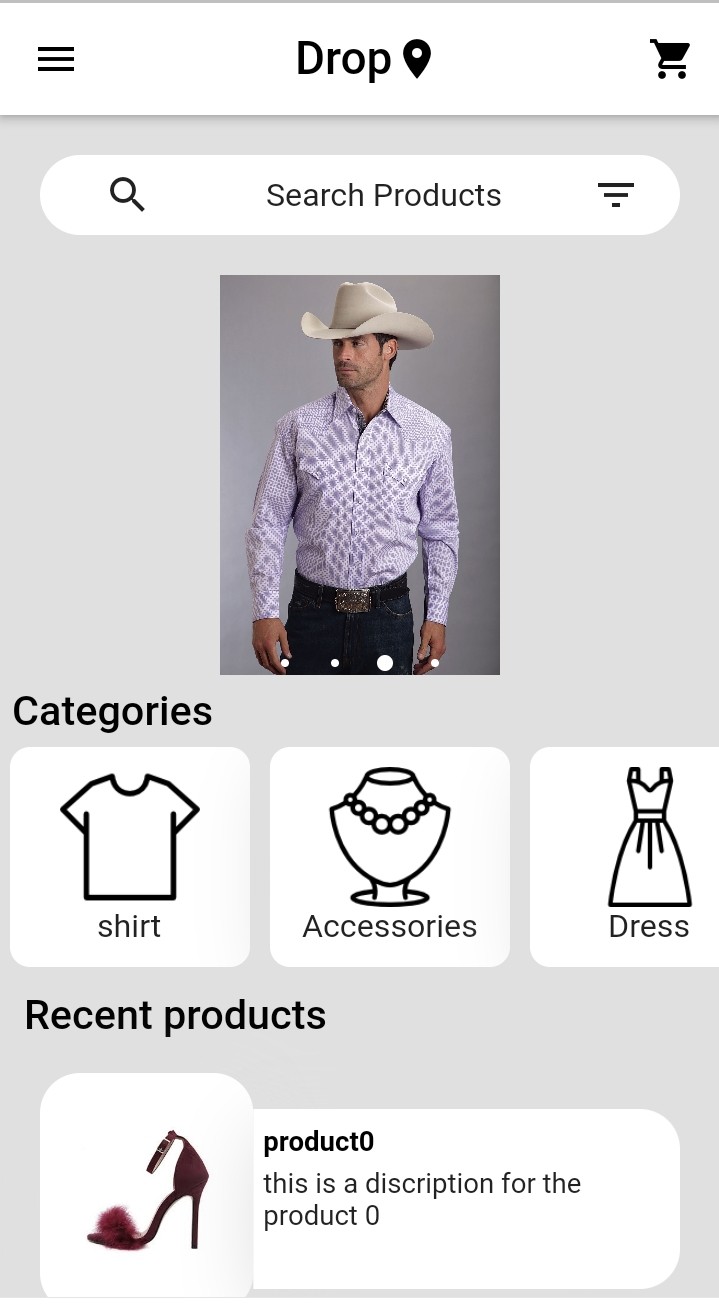 Drop
Search Products
Categories
shirt
Accessories
Dress
Recent products
product0
this is a discription for the
product 0